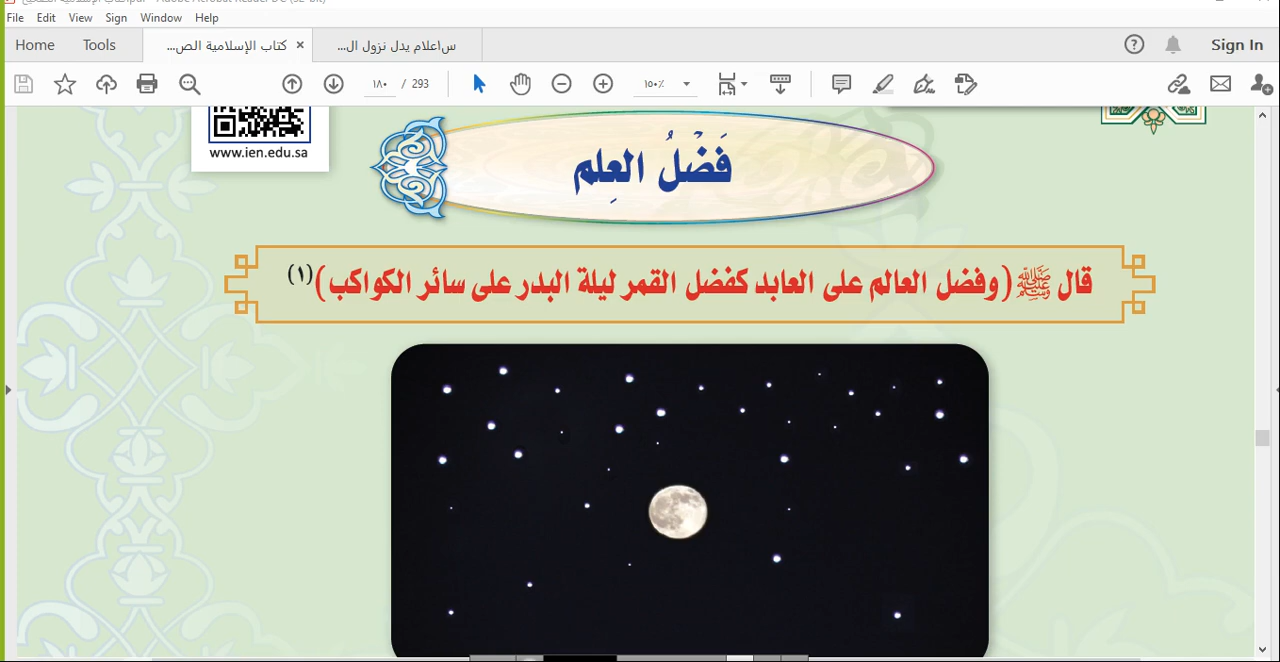 File Edit View Sign Window Help
Home Tools كتاب الإسلامية الص... × س١علام يدل نزول ال... ? Sign In
١٨٠ / 293 ١٥٠٪
www.ien.edu.sa
فَضْلُ العِلم
قال ﷺ (وفضل العالم على العابد كفضل القمر ليلة البدر على سائر الكواكب)(١)